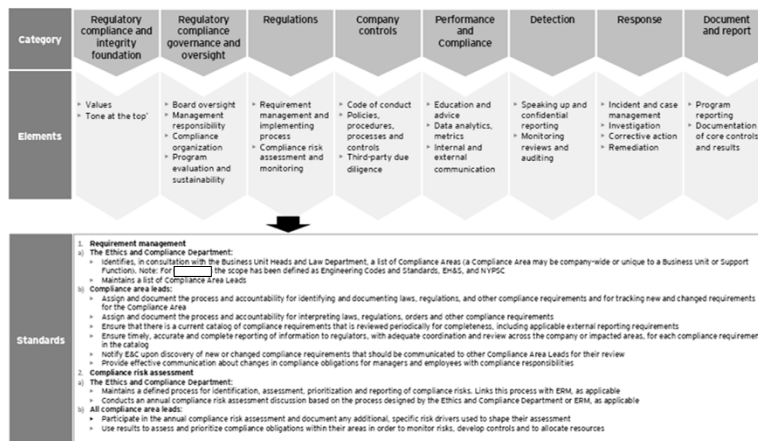 Category
Regulatory
compliance and
integrity
foundation
Regulatory
compliance
governance and
oversight
Regulations
Company
controls
Performance
and
Compliance
Detection
Response
Document
and report
Elements
Values
Tone at the top'
Board oversight
Management
responsibility
Compliance
organization
Program
evaluation and
sustainability
Requirement
management and
implementing
process
Compliance risk
assessment and
monitoring
Code of conduct
Policies,
procedures,
processes and
controls
Third-party due
diligence
Education and
advice
Data analytics,
metrics
Internal and
external
communication
Speaking up and
confidential
reporting
Monitoring
reviews and
auditing
Incident and case
management
Investigation
Corrective action
Remediation
Program
reporting
Documentation
of core controls
and results
Standards
1. Requirement management
a) The Ethics and Compliance Department:
Identifies, in consultation with the Business Unit Heads and Law Department, a list of Compliance Areas (a Compliance Area may be company-wide or unique to a Business Unit or Support
Function). Note: For the scope has been defined as Engineering Codes and Standards, EH&S, and NYPSC
Maintains a list of Compliance Area Leads
b) Compliance area leads:
Assign and document the process and accountability for identifying and documenting laws, regulations, and other compliance requirements and for tracking new and changed requirements
for the Compliance Area
Assign and document the process and accountability for interpreting laws, regulations, orders and other compliance requirements
Ensure that there is a current catalog of compliance requirements that is reviewed periodically for completeness, including applicable external reporting requirements
Ensure timely, accurate and complete reporting of information to regulators, with adequate coordination and review across the company or impacted areas, for each compliance requiremen
in the catalog
Notify E&C upon discovery of new or changed compliance requirements that should be communicated to other Compliance Area Leads for their review
Provide effective communication about changes in compliance obligations for managers and employees with compliance responsibilities
2. Compliance risk assessment
a) The Ethics and Compliance Department:
Maintains a defined process for identification, assessment, prioritization and reporting of compliance risks. Links this process with ERM, as applicable
Conducts an annual compliance risk assessment discussion based on the process designed by the Ethics and Compliance Department or ERM, as applicable
b) All compliance area leads:
Participate in the annual compliance risk assessment and document any additional, specific risk drivers used to shape their assessment
Use results to assess and prioritize compliance obligations within their areas in order to monitor risks, develop controls and to allocate resources